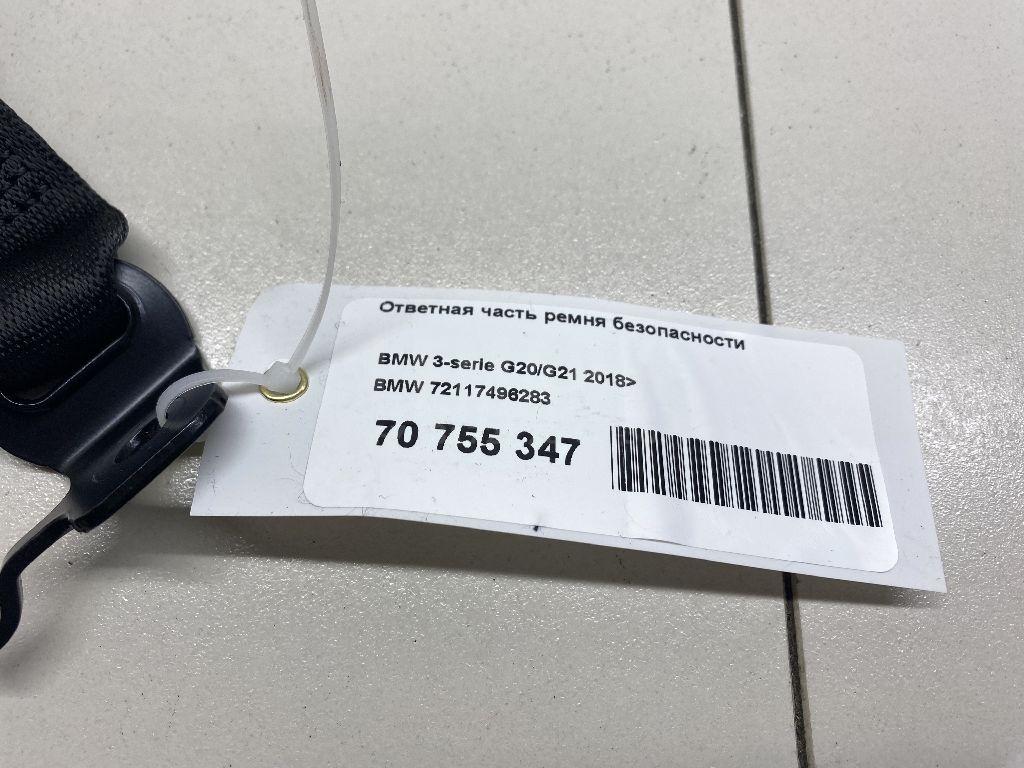 Ответная часть ремня безопасности
BMW 3-serie G20/G21 2018>
BMW 72117496283
70 755 347